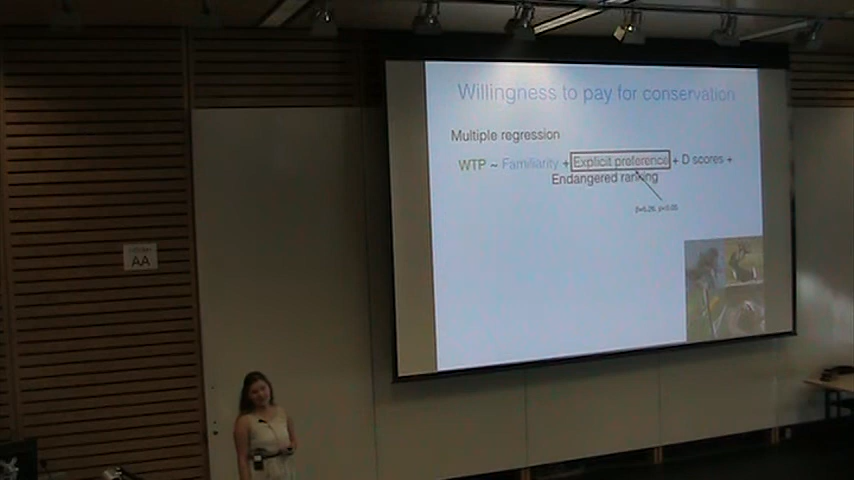 Willingness to pay for conservation
Multiple regression
WTP ~ Familiarity + Explicit preference + D scores +
Endangered ranking
AA